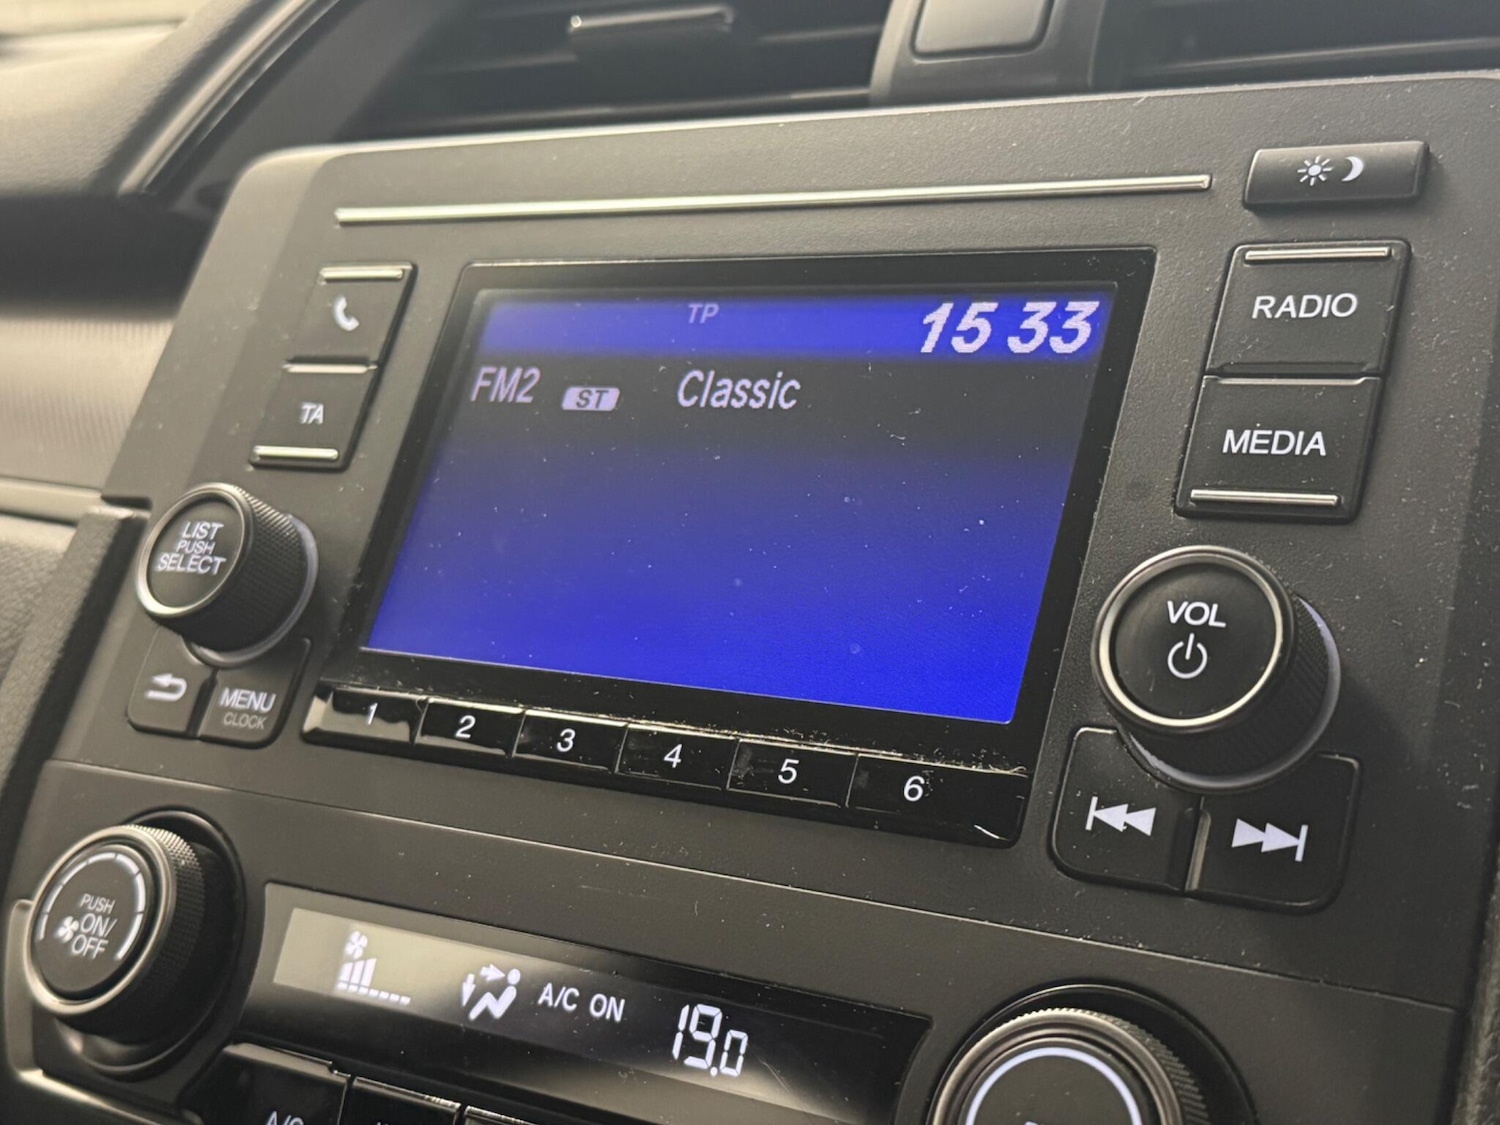 TP 15 33
RADIO
FM2 ST Classic
TA
MEDIA
LIST
PUSH
SELECT
VOL
MENU
CLOCK
1 2 3 4 5 6
PUSH
ON/
OFF
A/C ON 19.0